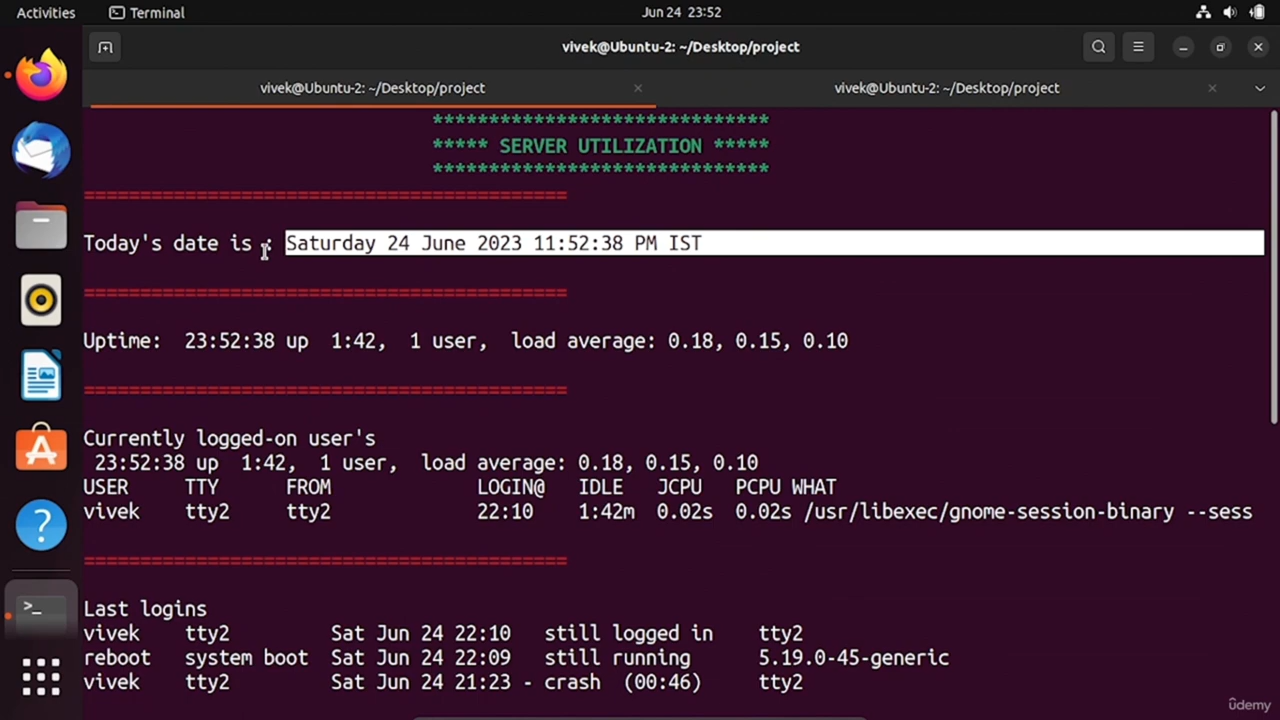 Activities Terminal Jun 24 23:52
vivek@Ubuntu-2: ~/Desktop/project
vivek@Ubuntu-2: ~/Desktop/project vivek@Ubuntu-2: ~/Desktop/project
******************************
***** SERVER UTILIZATION *****
******************************
===========================================
Today's date is : Saturday 24 June 2023 11:52:38 PM IST
===========================================
Uptime:  23:52:38 up  1:42,  1 user,  load average: 0.18, 0.15, 0.10
===========================================
Currently logged-on user's
 23:52:38 up  1:42,  1 user,  load average: 0.18, 0.15, 0.10
USER     TTY      FROM             LOGIN@   IDLE   JCPU   PCPU WHAT
vivek    tty2     tty2             22:10    1:42m  0.02s  0.02s /usr/libexec/gnome-session-binary --sess
===========================================
Last logins
vivek    tty2         Sat Jun 24 22:10   still logged in    tty2
reboot   system boot  Sat Jun 24 22:09   still running      5.19.0-45-generic
vivek    tty2         Sat Jun 24 21:23 - crash  (00:46)     tty2
ûdemy